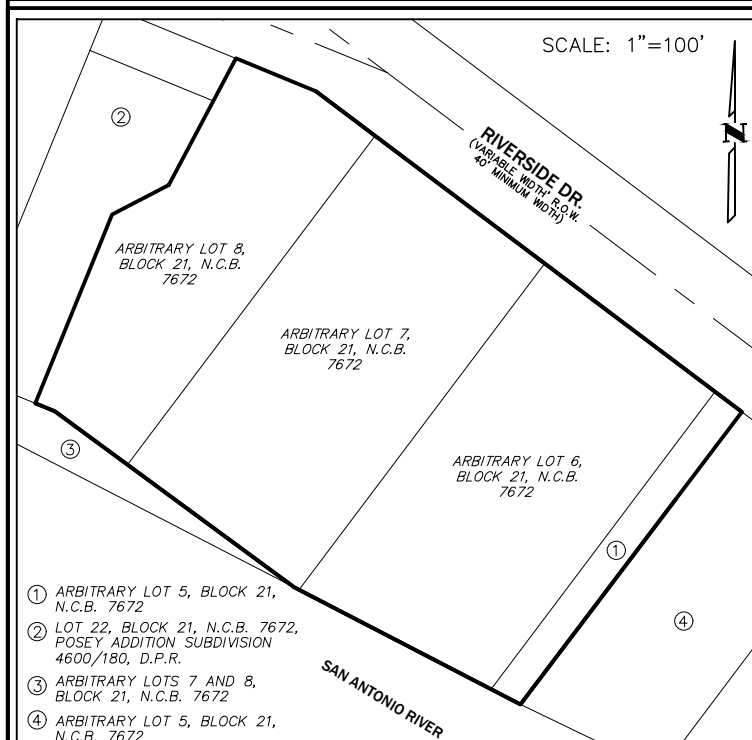 SCALE: 1"=100'
N
RIVERSIDE DR.
(VARIABLE WIDTH R.O.W.
40' MINIMUM WIDTH)
2
ARBITRARY LOT 8,
BLOCK 21, N.C.B.
7672
ARBITRARY LOT 7,
BLOCK 21, N.C.B.
7672
3
ARBITRARY LOT 6,
BLOCK 21, N.C.B.
7672
1
4
1 ARBITRARY LOT 5, BLOCK 21,
N.C.B. 7672
2 LOT 22, BLOCK 21, N.C.B. 7672,
POSEY ADDITION SUBDIVISION
4600/180, D.P.R.
3 ARBITRARY LOTS 7 AND 8,
BLOCK 21, N.C.B. 7672
4 ARBITRARY LOT 5, BLOCK 21,
N.C.B. 7672
SAN ANTONIO RIVER